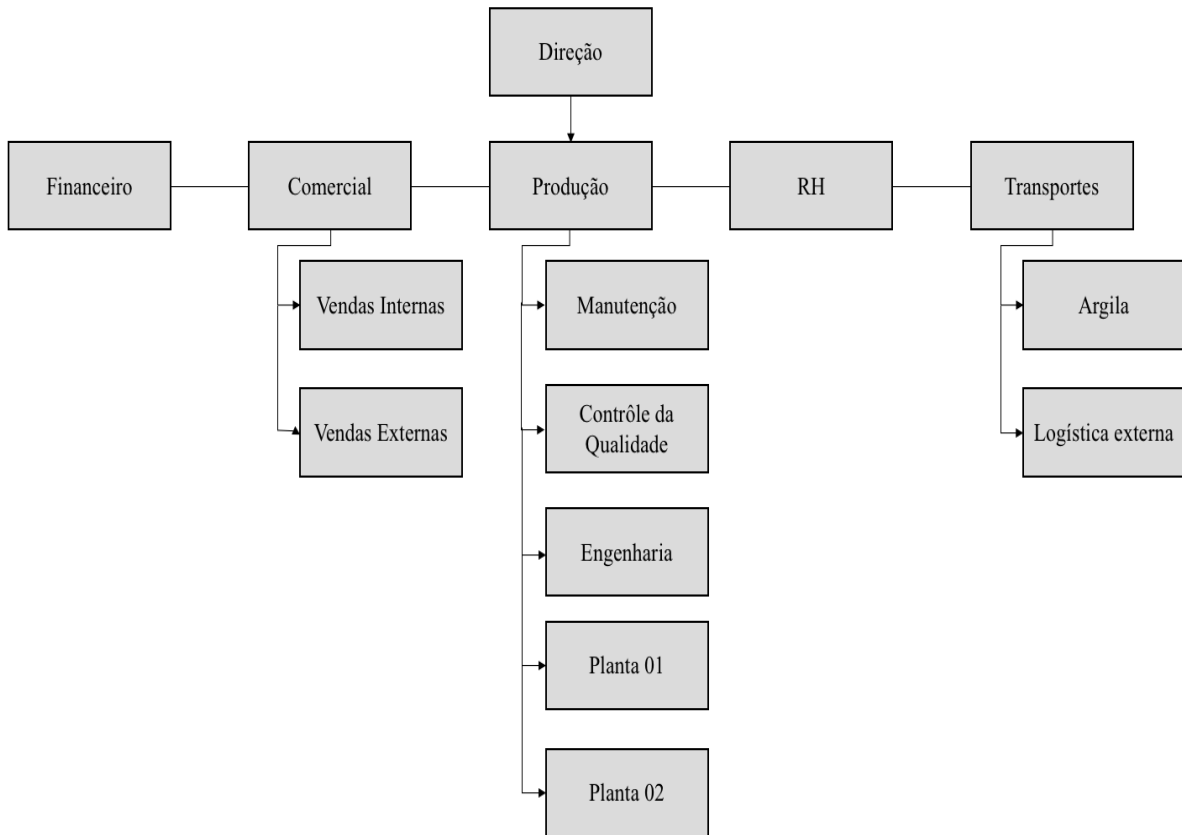 Direção
Financeiro
Comercial
Produção
RH
Transportes
Vendas Internas
Manutenção
Argila
Vendas Externas
Contrôle da
Qualidade
Logística externa
Engenharia
Planta 01
Planta 02